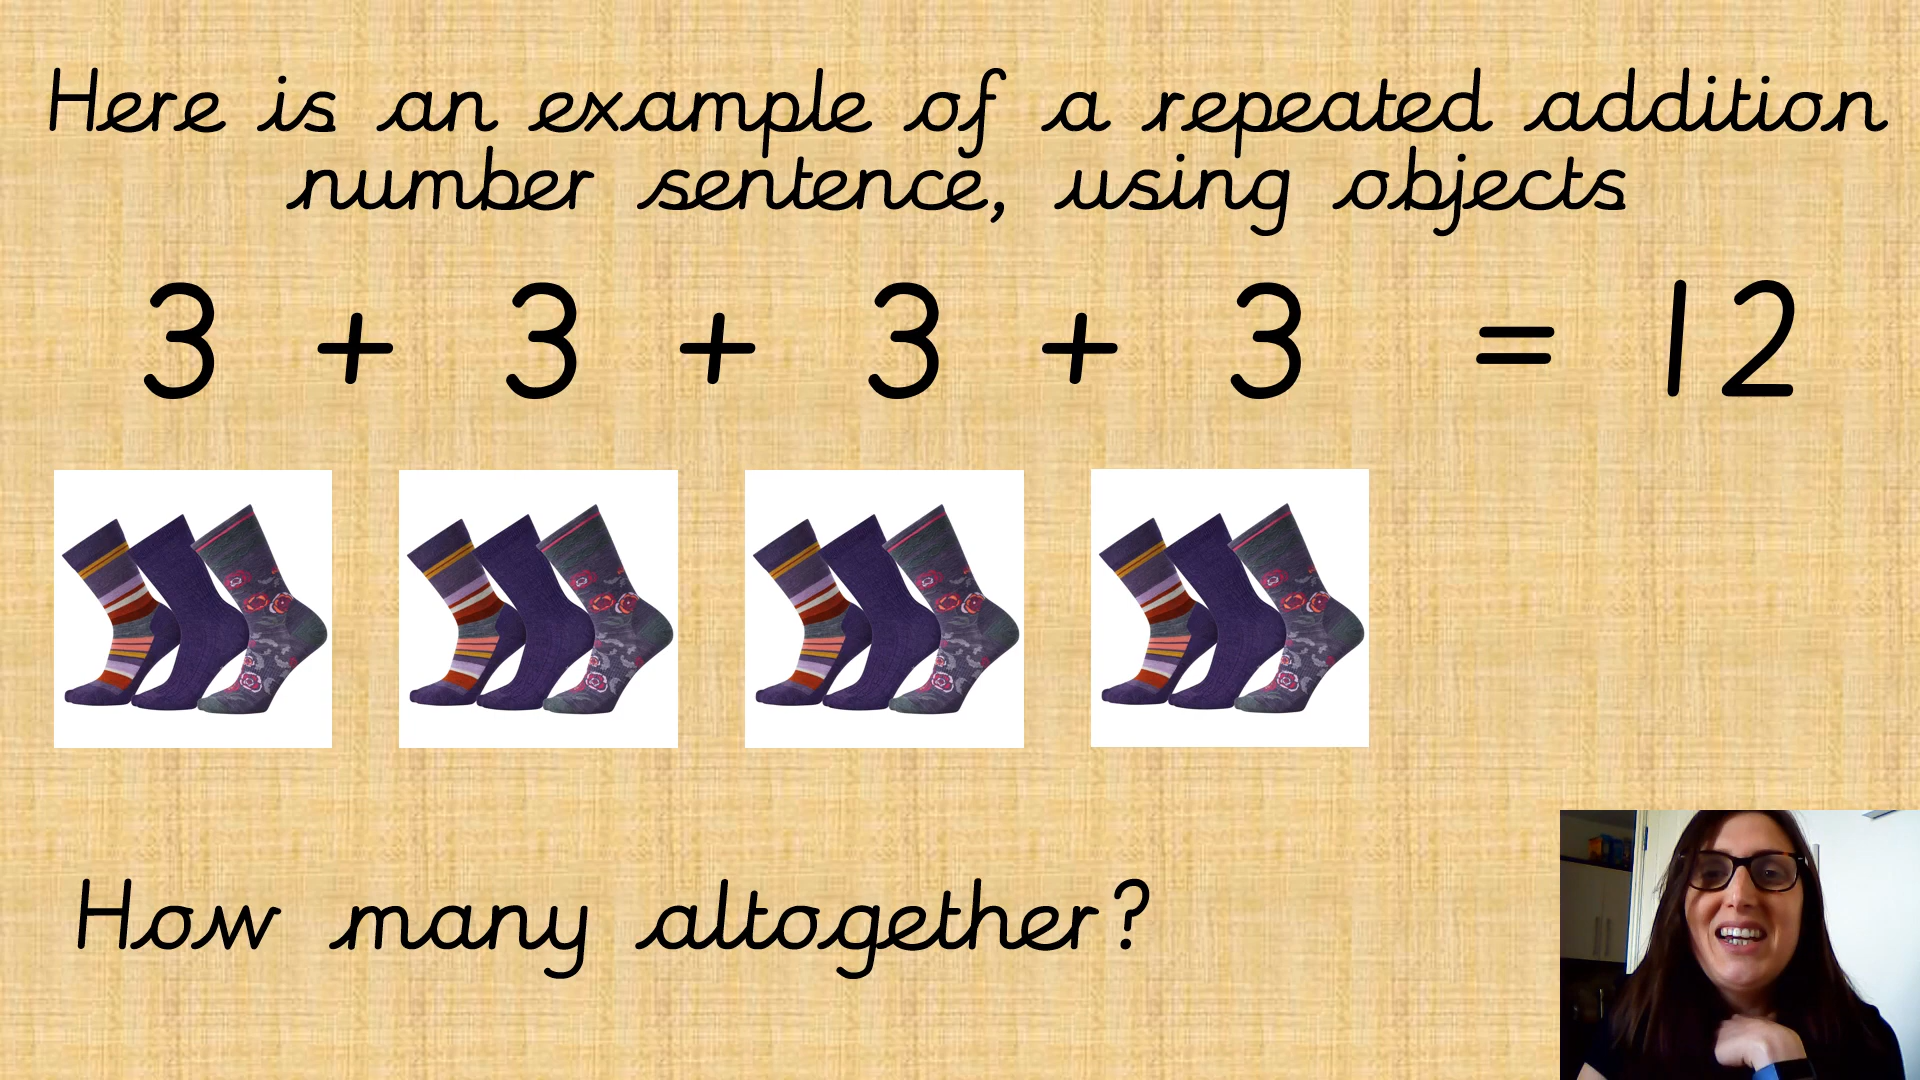 Here is an example of a repeated addition
number sentence, using objects
3 + 3 + 3 + 3 = 12
How many altogether?